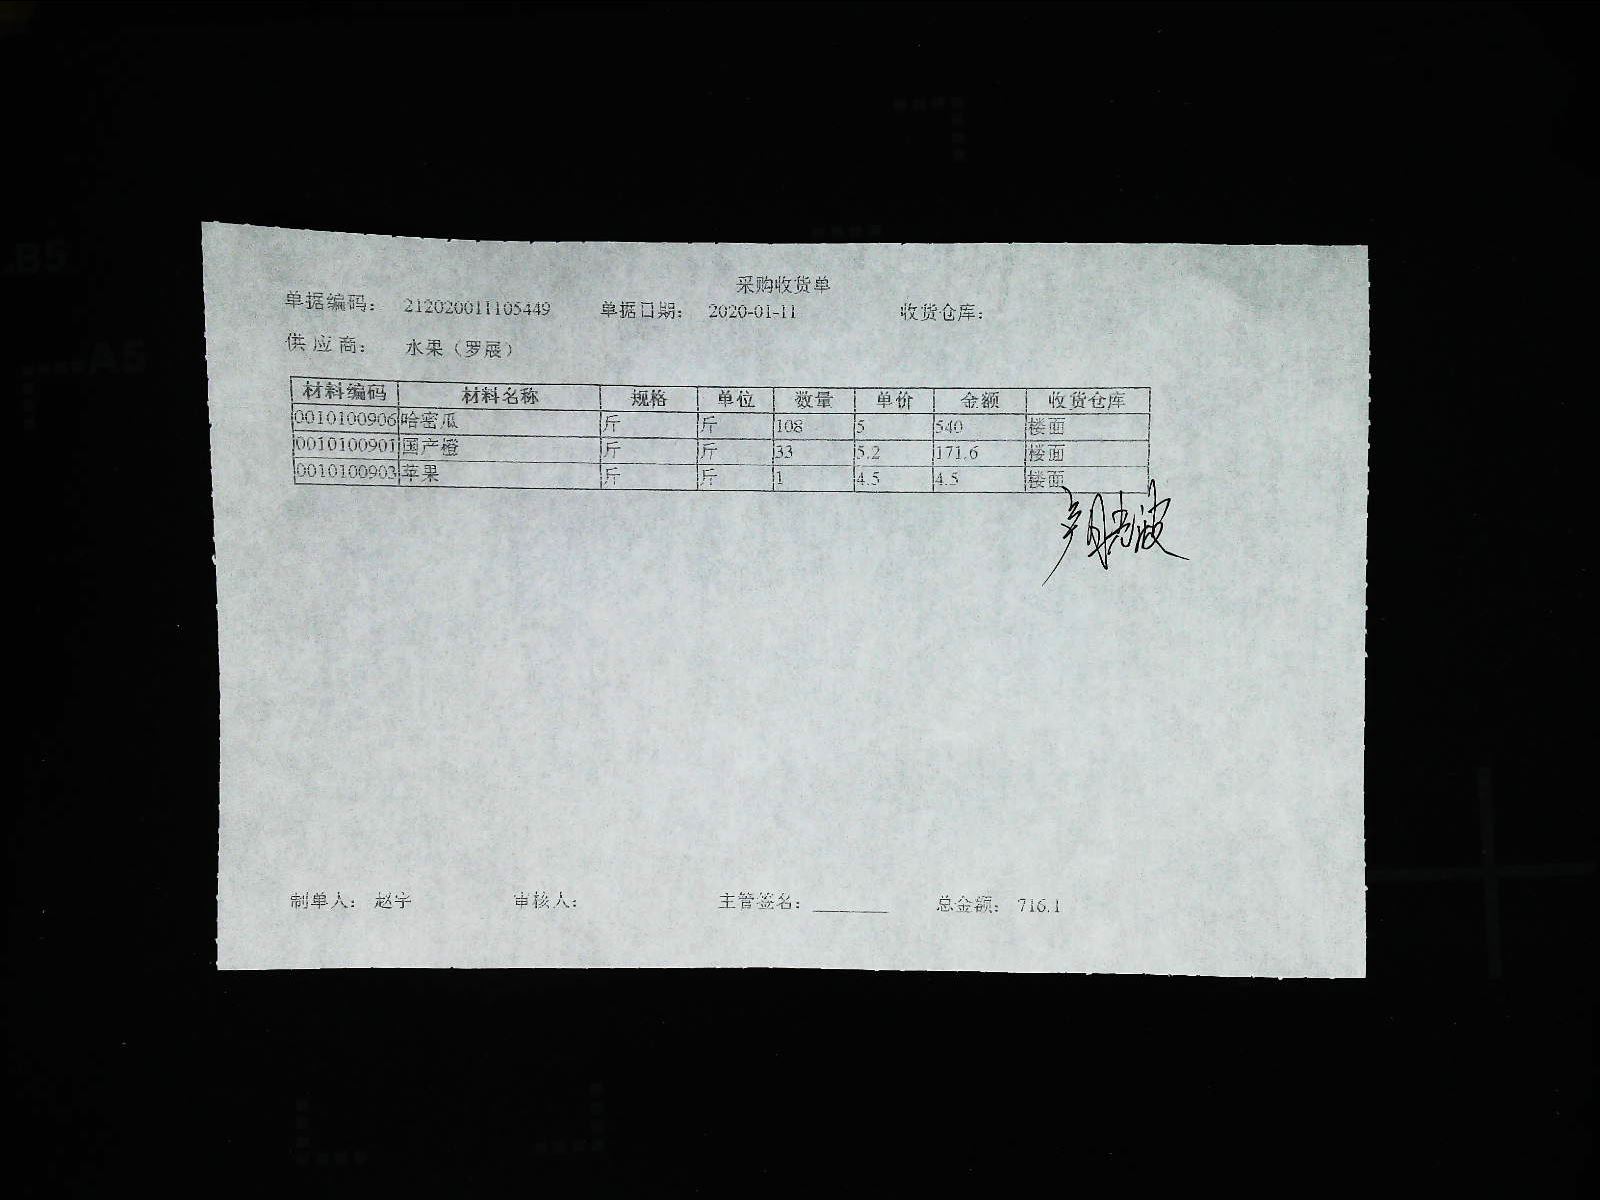 采购收货单
单据编码： 212020011105449 单据日期： 2020-01-11 收货仓库：
供 应 商： 水果（罗展）
材料编码 材料名称 规格 单位 数量 单价 金额 收货仓库
0010100906 哈密瓜 斤 斤 108 5 540 楼面
0010100901 国产橙 斤 斤 33 5.2 171.6 楼面
0010100903 苹果 斤 斤 1 4.5 4.5 楼面
制单人： 赵宇 审核人： 主管签名： 总金额： 716.1
B5
A5